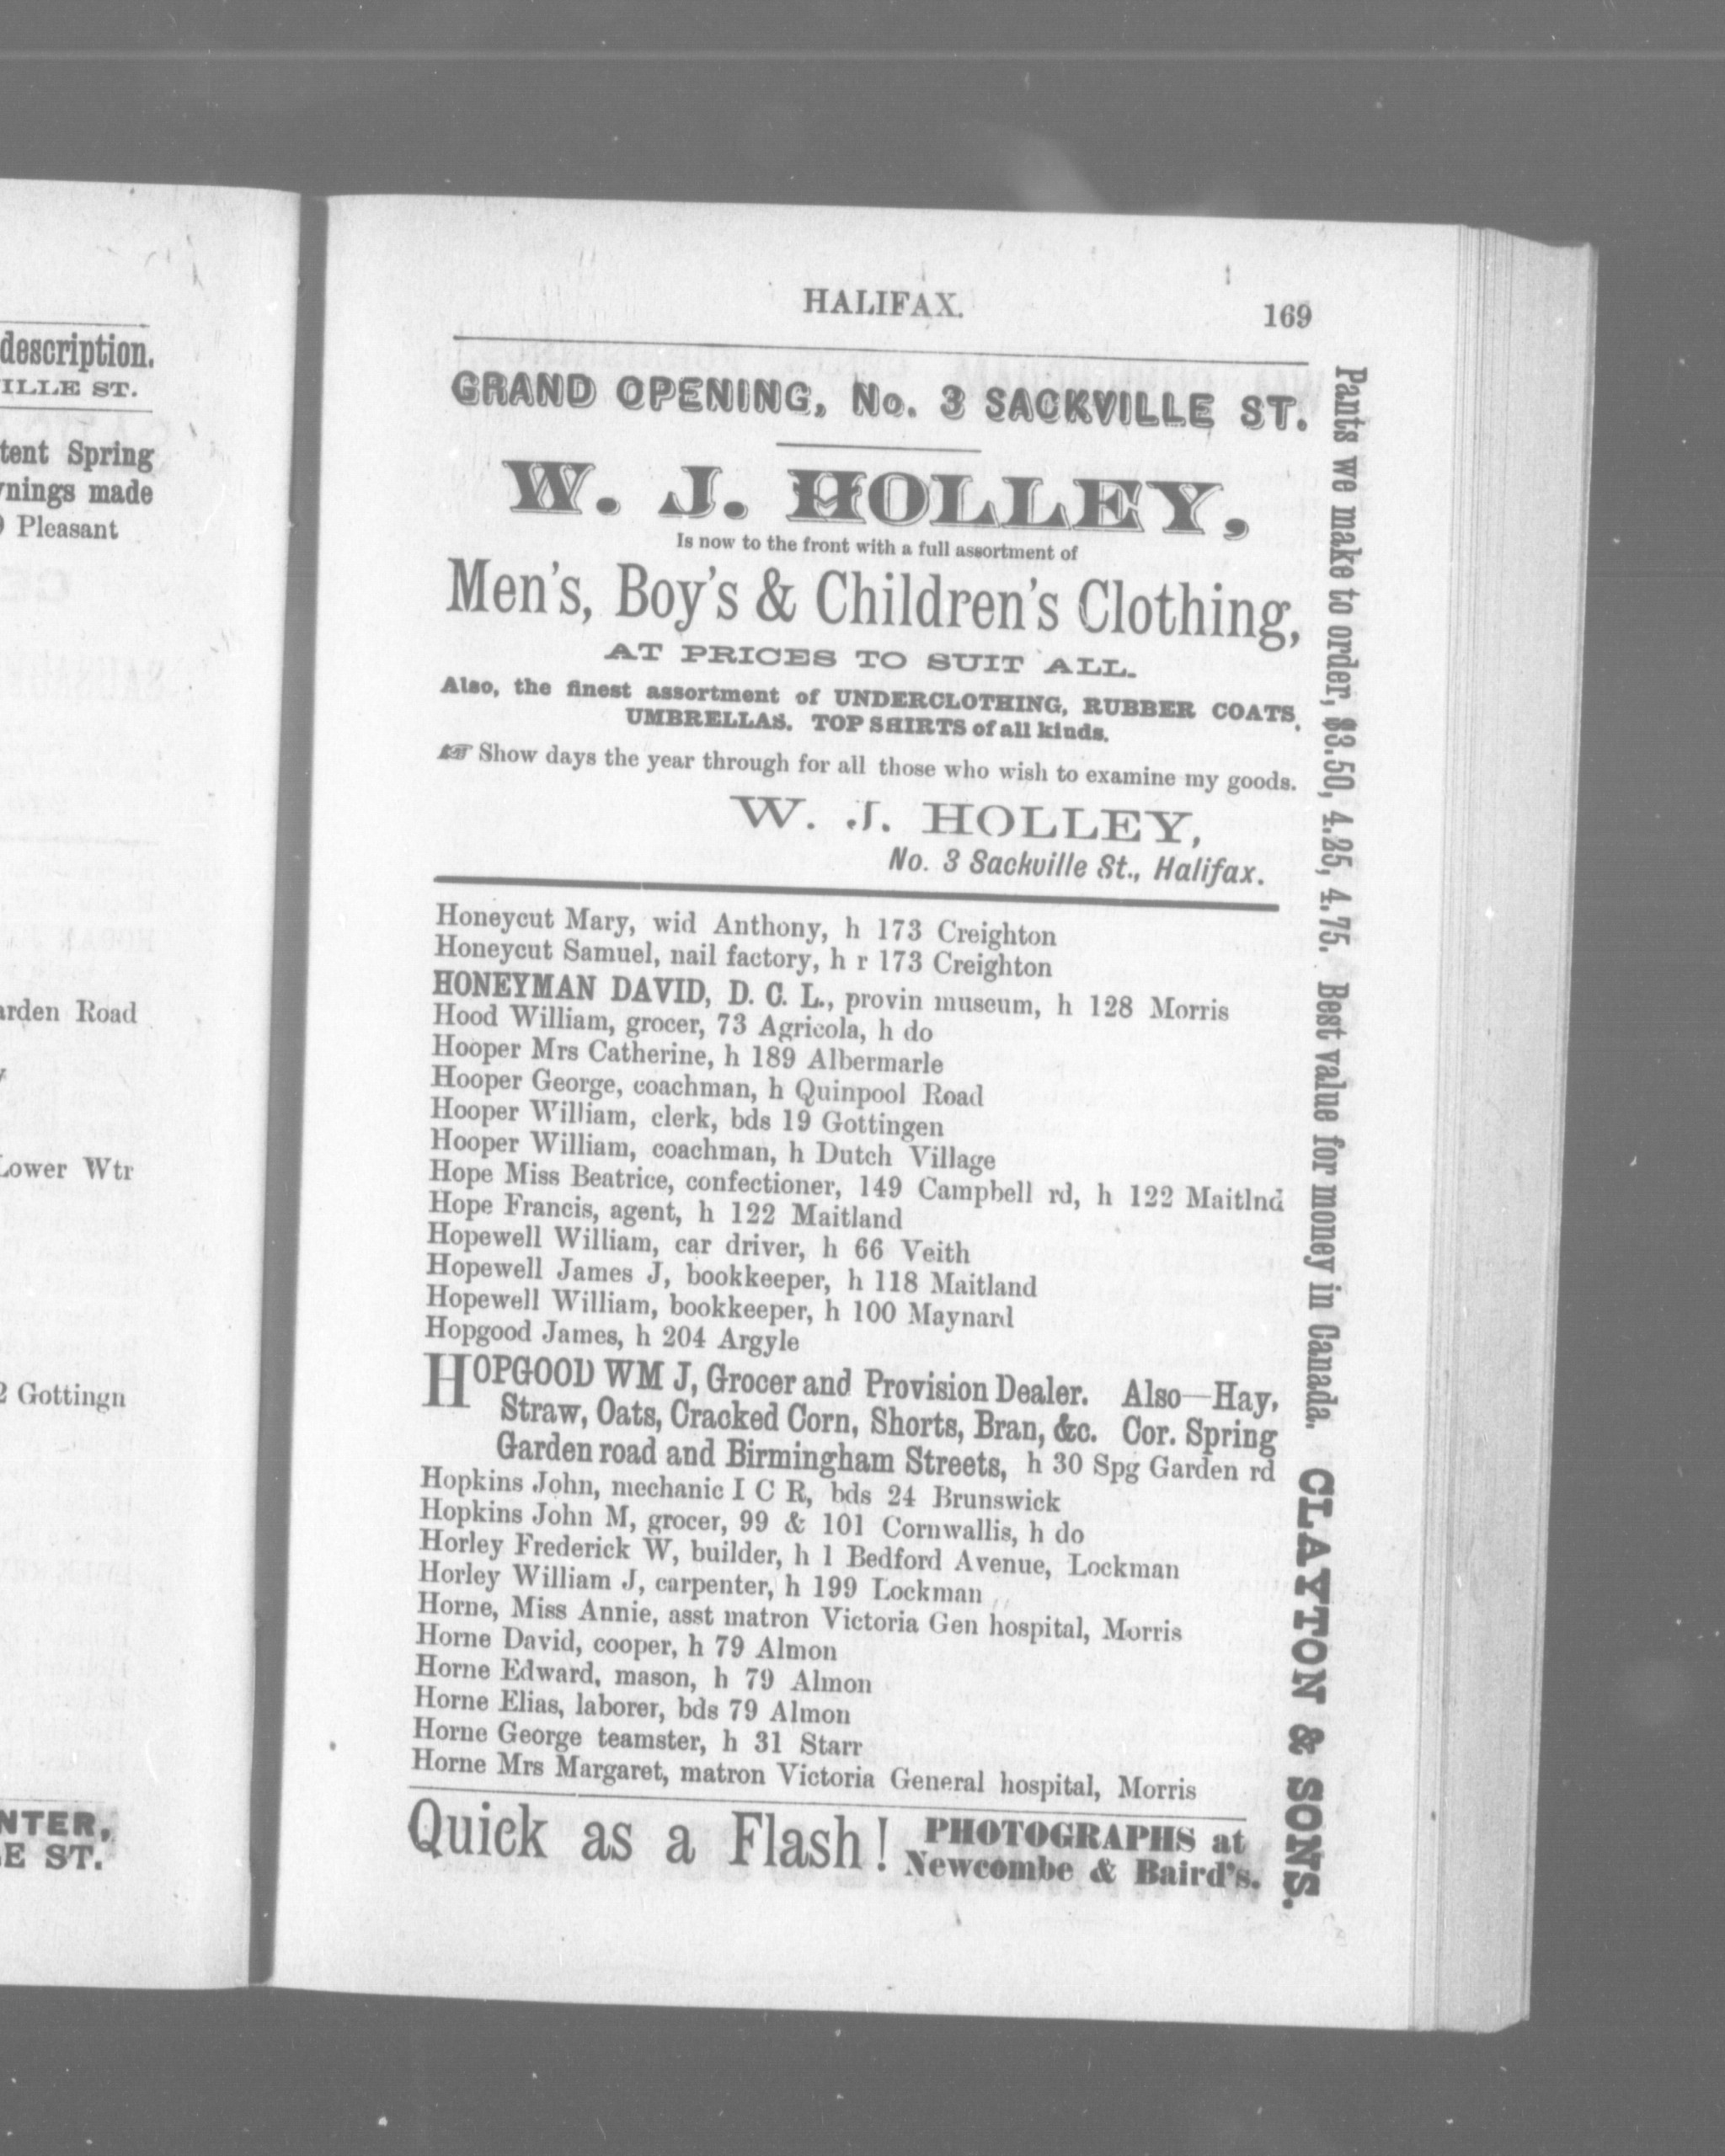 description.
ILLE ST.
tent Spring
nings made
Pleasant
arden Road
Lower Wtr
2 Gottingn
NTER,
E ST.
HALIFAX.
169
GRAND OPENING, No. 3 SACKVILLE ST.
W. J. HOLLEY,
Is now to the front with a full assortment of
Men's, Boy's & Children's Clothing,
AT PRICES TO SUIT ALL.
Also, the finest assortment of UNDERCLOTHING, RUBBER COATS,
UMBRELLAS. TOP SHIRTS of all kinds.
☞ Show days the year through for all those who wish to examine my goods.
W. J. HOLLEY,
No. 3 Sackville St., Halifax.
Honeycut Mary, wid Anthony, h 173 Creighton
Honeycut Samuel, nail factory, h r 173 Creighton
HONEYMAN DAVID, D. C. L., provin museum, h 128 Morris
Hood William, grocer, 73 Agricola, h do
Hooper Mrs Catherine, h 189 Albermarle
Hooper George, coachman, h Quinpool Road
Hooper William, clerk, bds 19 Gottingen
Hooper William, coachman, h Dutch Village
Hope Miss Beatrice, confectioner, 149 Campbell rd, h 122 Maitlnd
Hope Francis, agent, h 122 Maitland
Hopewell William, car driver, h 66 Veith
Hopewell James J, bookkeeper, h 118 Maitland
Hopewell William, bookkeeper, h 100 Maynard
Hopgood James, h 204 Argyle
HOPGOOD WM J, Grocer and Provision Dealer. Also—Hay,
Straw, Oats, Cracked Corn, Shorts, Bran, &c. Cor. Spring
Garden road and Birmingham Streets, h 30 Spg Garden rd
Hopkins John, mechanic I C R, bds 24 Brunswick
Hopkins John M, grocer, 99 & 101 Cornwallis, h do
Horley Frederick W, builder, h 1 Bedford Avenue, Lockman
Horley William J, carpenter, h 199 Lockman
Horne, Miss Annie, asst matron Victoria Gen hospital, Morris
Horne David, cooper, h 79 Almon
Horne Edward, mason, h 79 Almon
Horne Elias, laborer, bds 79 Almon
Horne George teamster, h 31 Starr
Horne Mrs Margaret, matron Victoria General hospital, Morris
Quick as a Flash! PHOTOGRAPHS at
Newcombe & Baird's.
Pants we make to order, $3.50, 4.25, 4.75. Best value for money in Canada. CLAYTON & SONS.